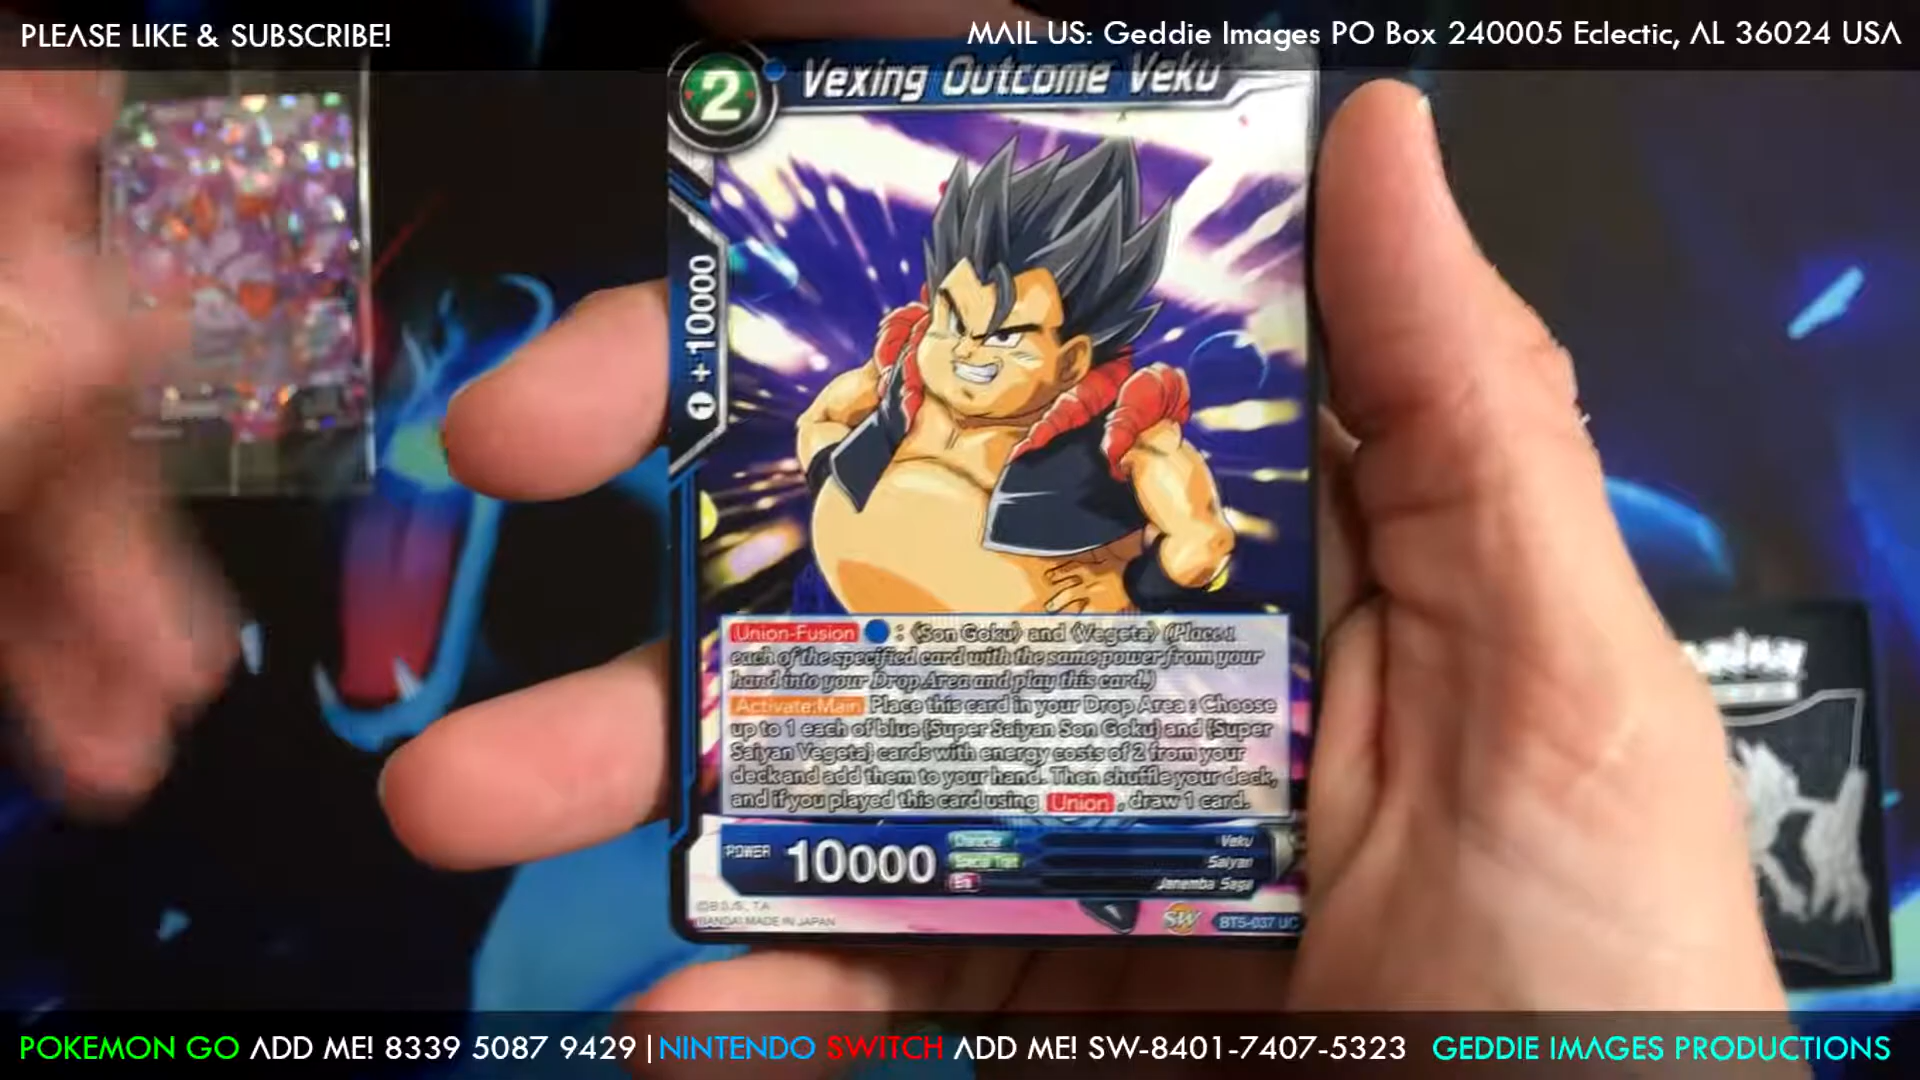 PLEASE LIKE & SUBSCRIBE!
MAIL US: Geddie Images PO Box 240005 Eclectic, AL 36024 USA
2
Vexing Outcome Veku
1 +10000
Union-Fusion : 《Son Goku》 and 《Vegeta》 (Place 1
each of the specified card with the same power from your
hand into your Drop Area and play this card.)
Activate:Main Place this card in your Drop Area : Choose
up to 1 each of blue {Super Saiyan Son Goku} and {Super
Saiyan Vegeta} cards with energy costs of 2 from your
deck and add them to your hand. Then shuffle your deck,
and if you played this card using Union, draw 1 card.
POWER 10000
Character Veku
Special Trait Saiyan
Era Janemba Saga
©B.S./S., T.A.
BANDAI MADE IN JAPAN
SW BT5-037 UC
POKEMON GO ADD ME! 8339 5087 9429 | NINTENDO SWITCH ADD ME! SW-8401-7407-5323 GEDDIE IMAGES PRODUCTIONS